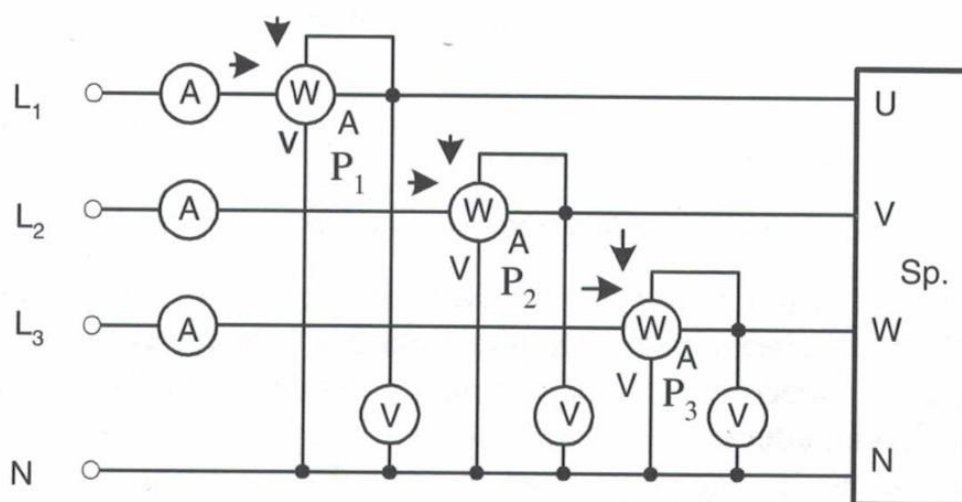 L1 A W U
V A
P1
L2 A W V
V A
P2
Sp.
L3 A W W
V A
P3
V V V
N N